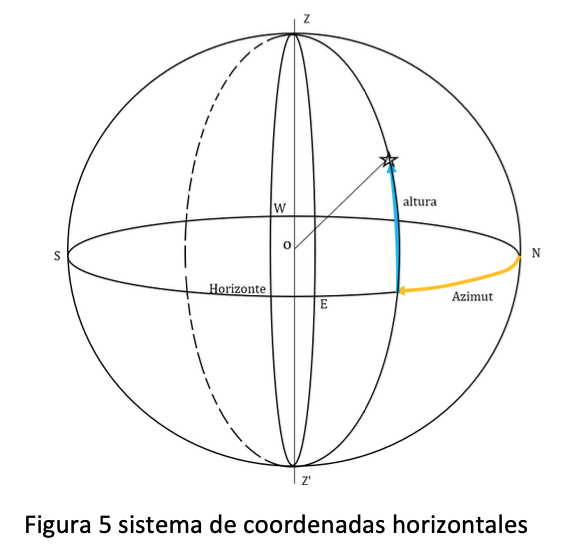 Z
altura
W
O
S
N
Horizonte
Azimut
E
Z'
Figura 5 sistema de coordenadas horizontales